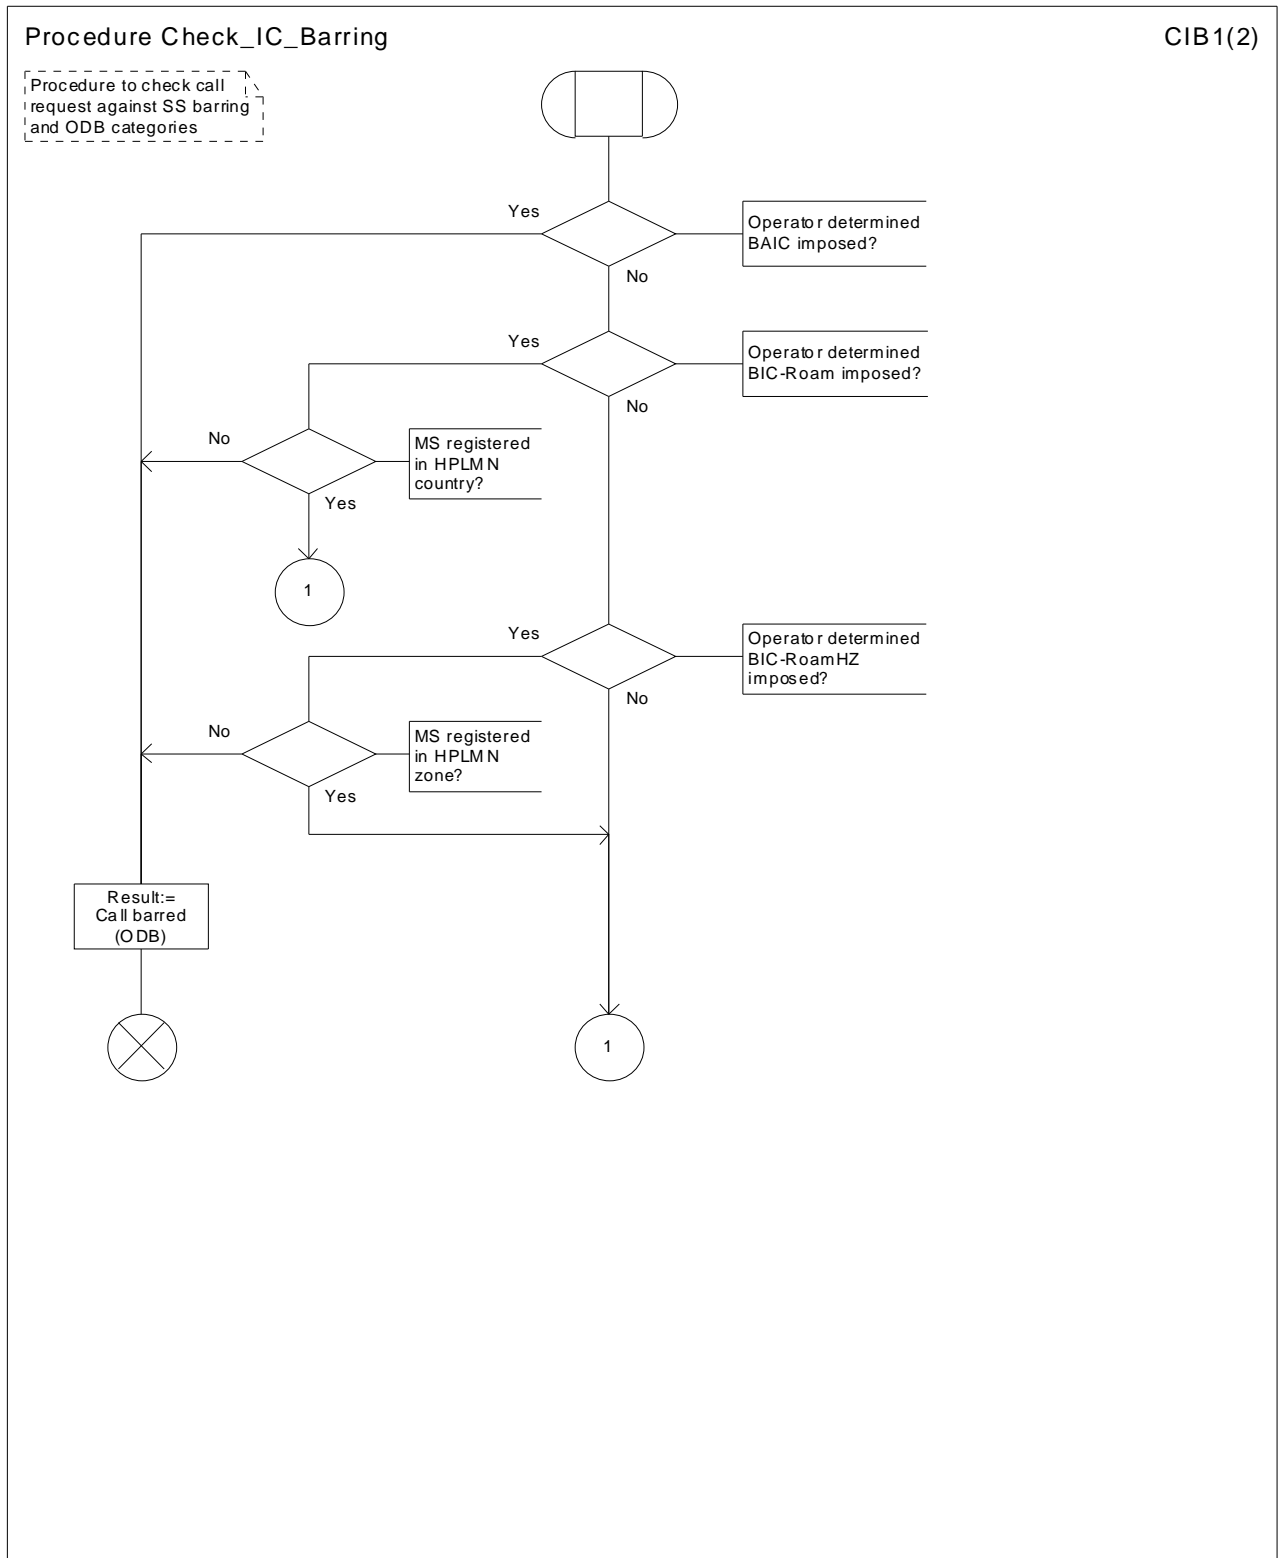 Procedure Check_IC_Barring
CIB1(2)
Procedure to check call
request against SS barring
and ODB categories
Yes
Operator determined
BAIC imposed?
No
Yes
Operator determined
BIC-Roam imposed?
No
No
MS registered
in HPLMN
country?
Yes
1
Yes
Operator determined
BIC-RoamHZ
imposed?
No
No
MS registered
in HPLMN
zone?
Yes
Result:=
Call barred
(ODB)
1